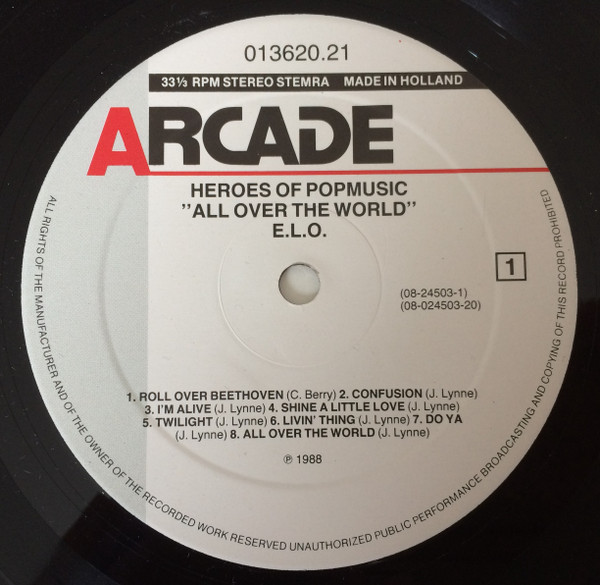 013620.21
33⅓ RPM STEREO STEMRA MADE IN HOLLAND
ARCADE
HEROES OF POPMUSIC
"ALL OVER THE WORLD"
E.L.O.
1
(08-24503-1)
(08-024503-20)
1. ROLL OVER BEETHOVEN (C. Berry) 2. CONFUSION (J. Lynne)
3. I'M ALIVE (J. Lynne) 4. SHINE A LITTLE LOVE (J. Lynne)
5. TWILIGHT (J. Lynne) 6. LIVIN' THING (J. Lynne) 7. DO YA
(J. Lynne) 8. ALL OVER THE WORLD (J. Lynne)
℗ 1988
ALL RIGHTS OF THE MANUFACTURER AND OF THE OWNER OF THE RECORDED WORK RESERVED UNAUTHORIZED PUBLIC PERFORMANCE BROADCASTING AND COPYING OF THIS RECORD PROHIBITED